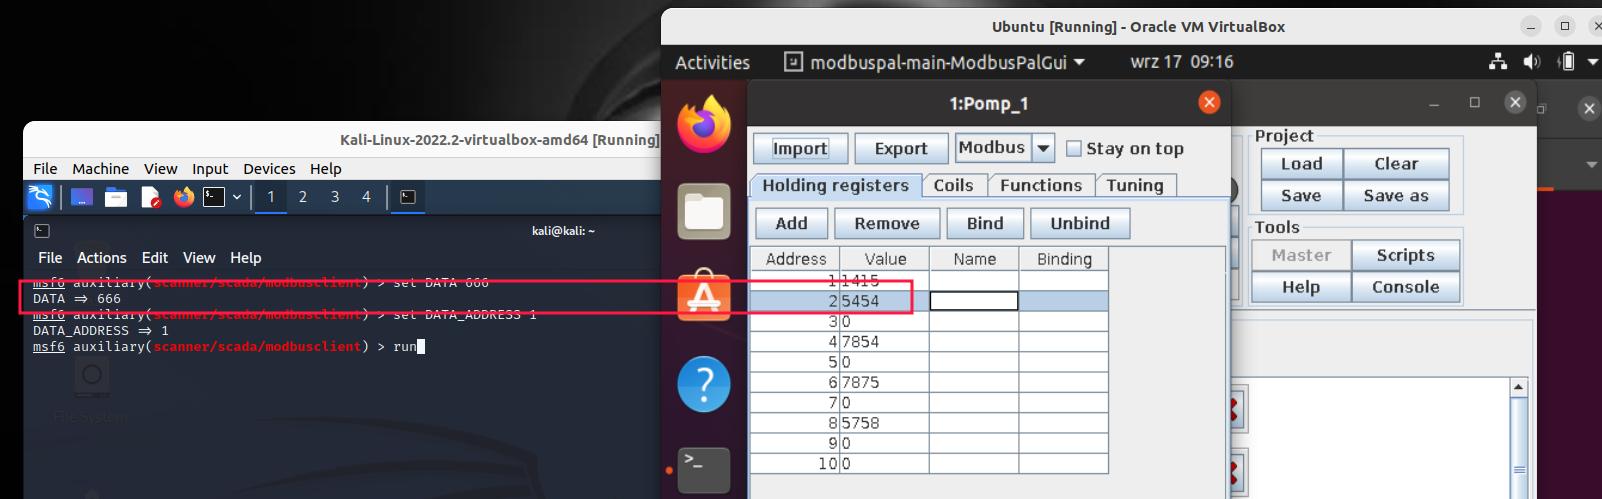 Ubuntu [Running] - Oracle VM VirtualBox
Activities modbuspal-main-ModbusPalGui wrz 17 09:16
1:Pomp_1
Import Export Modbus Stay on top
Holding registers Coils Functions Tuning
Add Remove Bind Unbind
Address Value Name Binding
1 1415
2 5454
3 0
4 7854
5 0
6 7875
7 0
8 5758
9 0
10 0
Project
Load Clear
Save Save as
Tools
Master Scripts
Help Console
Kali-Linux-2022.2-virtualbox-amd64 [Running]
File Machine View Input Devices Help
1 2 3 4
kali@kali: ~
File Actions Edit View Help
msf6 auxiliary(scanner/scada/modbusclient) > set DATA 666
DATA => 666
msf6 auxiliary(scanner/scada/modbusclient) > set DATA_ADDRESS 1
DATA_ADDRESS => 1
msf6 auxiliary(scanner/scada/modbusclient) > run
File System